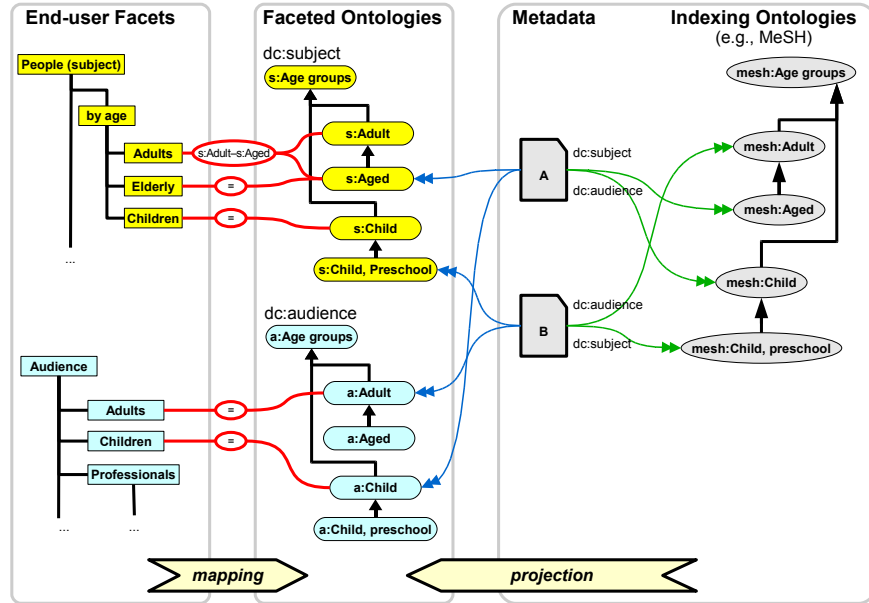 End-user Facets
People (subject)
by age
Adults
Elderly
Children
...
s:Adult–s:Aged
=
=
Audience
Adults
Children
Professionals
...
...
=
=
Faceted Ontologies
dc:subject
s:Age groups
s:Adult
s:Aged
s:Child
s:Child, Preschool
dc:audience
a:Age groups
a:Adult
a:Aged
a:Child
a:Child, preschool
Metadata
A
dc:subject
dc:audience
B
dc:audience
dc:subject
Indexing Ontologies
(e.g., MeSH)
mesh:Age groups
mesh:Adult
mesh:Aged
mesh:Child
mesh:Child, preschool
mapping
projection